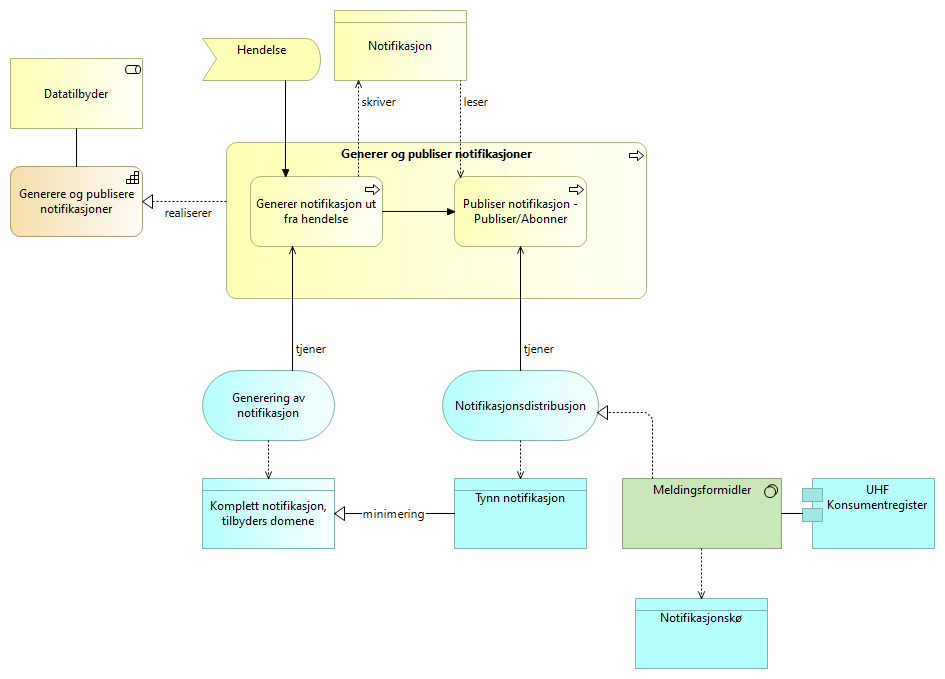 Hendelse
Notifikasjon
Datatilbyder
skriver
leser
Generer og publiser notifikasjoner
Generere og publisere
notifikasjoner
realiserer
Generer notifikasjon ut
fra hendelse
Publiser notifikasjon -
Publiser/Abonner
tjener
tjener
Generering av
notifikasjon
Notifikasjonsdistribusjon
Komplett notifikasjon,
tilbyders domene
minimering
Tynn notifikasjon
Meldingsformidler
UHF
Konsumentregister
Notifikasjonskø